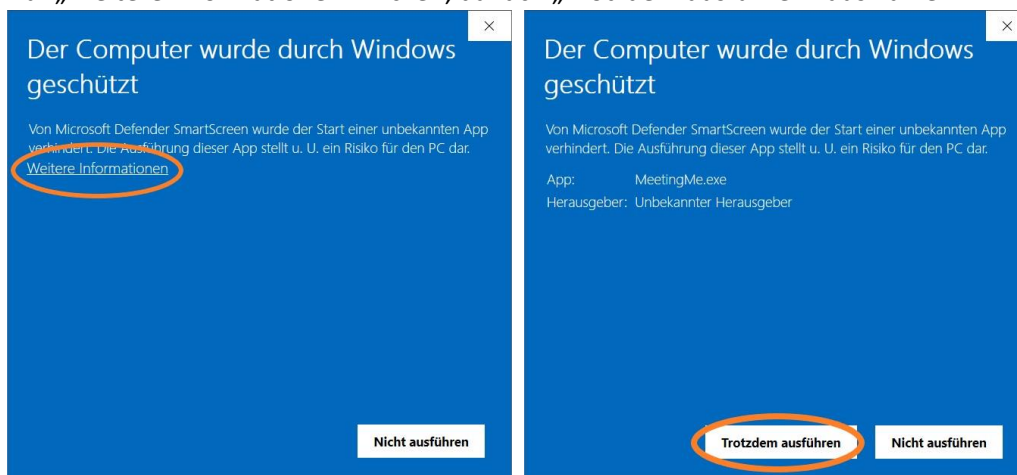 Der Computer wurde durch Windows
geschützt
Von Microsoft Defender SmartScreen wurde der Start einer unbekannten App
verhindert. Die Ausführung dieser App stellt u. U. ein Risiko für den PC dar.
Weitere Informationen
Nicht ausführen
Der Computer wurde durch Windows
geschützt
Von Microsoft Defender SmartScreen wurde der Start einer unbekannten App
verhindert. Die Ausführung dieser App stellt u. U. ein Risiko für den PC dar.
App: MeetingMe.exe
Herausgeber: Unbekannter Herausgeber
Trotzdem ausführen Nicht ausführen